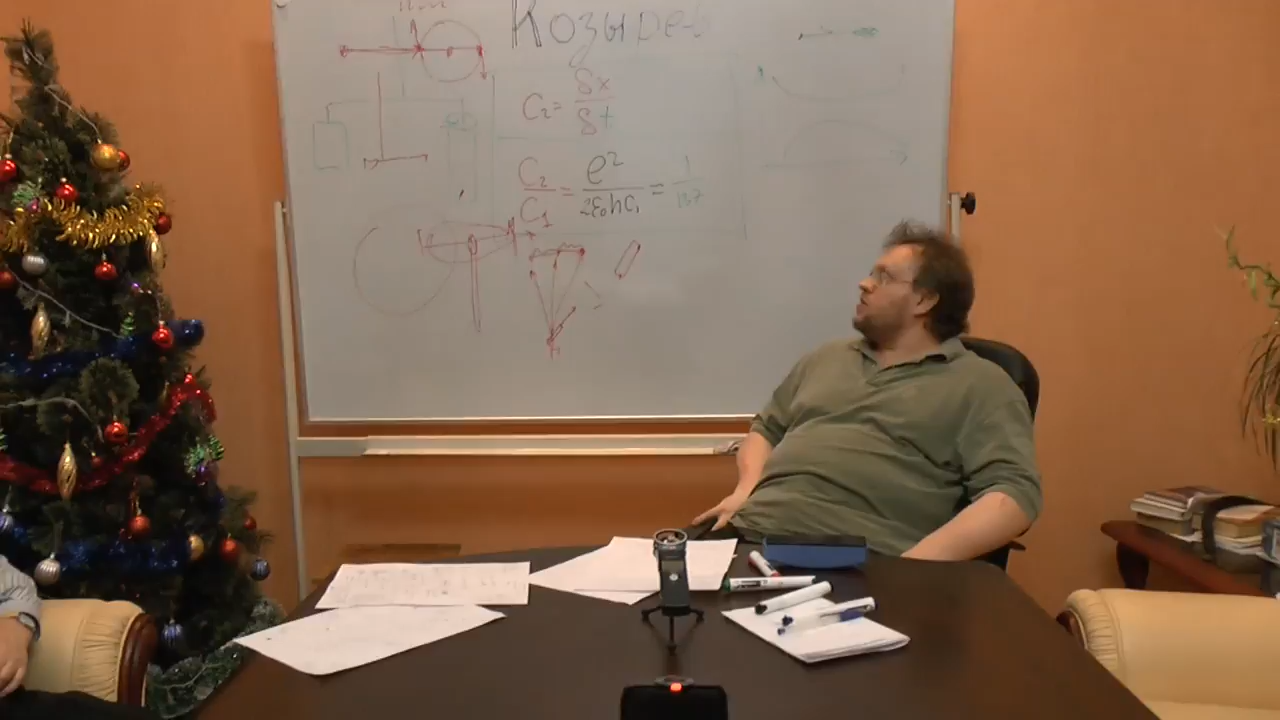 Козырев
C₂ = δx/δt
C₂/C₁ = e²/2ε₀hC₁ = 1/137